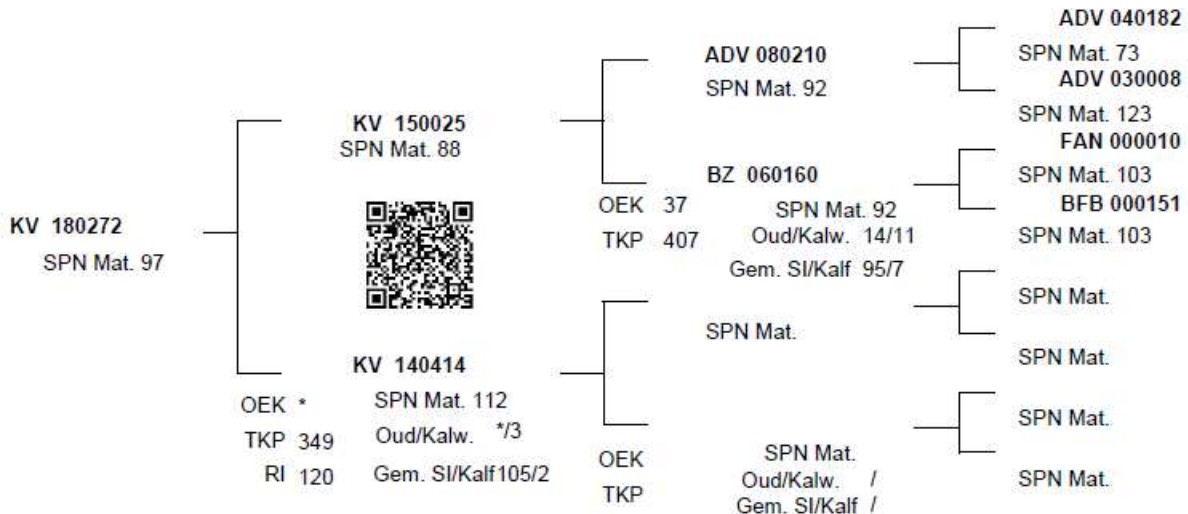 KV 180272
SPN Mat. 97
KV 150025
SPN Mat. 88
KV 140414
OEK * SPN Mat. 112
TKP 349 Oud/Kalw. */3
RI 120 Gem. SI/Kalf 105/2
ADV 080210
SPN Mat. 92
BZ 060160
OEK 37 SPN Mat. 92
TKP 407 Oud/Kalw. 14/11
Gem. SI/Kalf 95/7
SPN Mat.
OEK SPN Mat.
TKP Oud/Kalw. /
Gem. SI/Kalf /
ADV 040182
SPN Mat. 73
ADV 030008
SPN Mat. 123
FAN 000010
SPN Mat. 103
BFB 000151
SPN Mat. 103
SPN Mat.
SPN Mat.
SPN Mat.
SPN Mat.